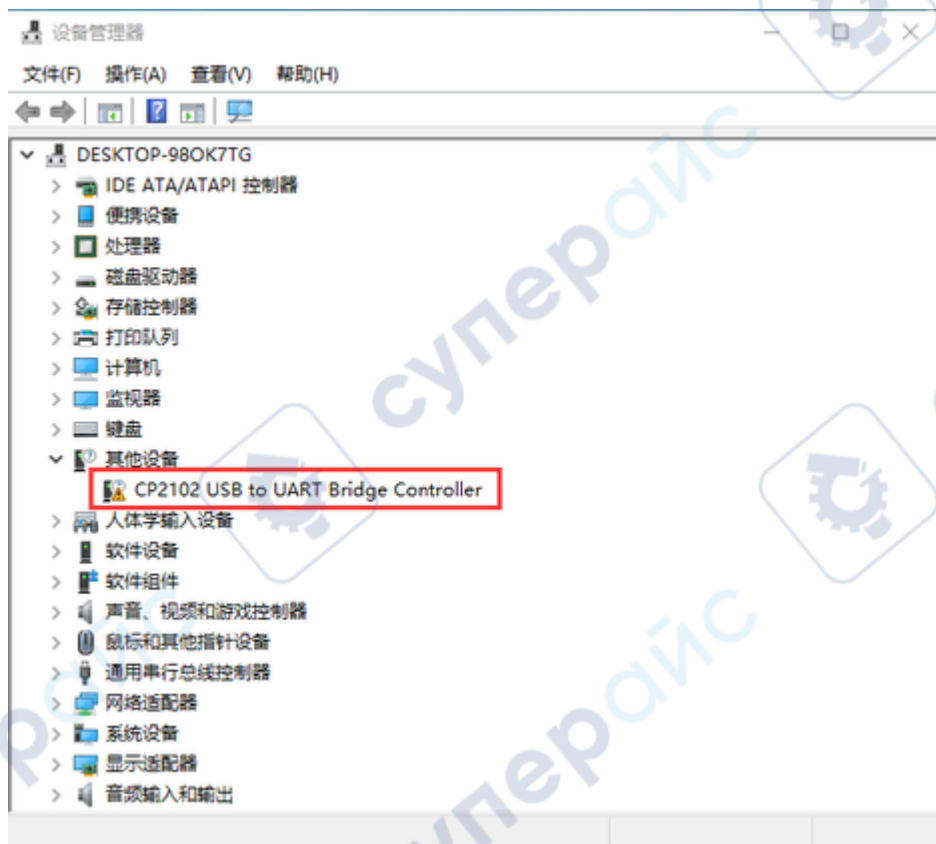 设备管理器
文件(F) 操作(A) 查看(V) 帮助(H)
DESKTOP-98OK7TG
IDE ATA/ATAPI 控制器
便携设备
处理器
磁盘驱动器
存储控制器
打印队列
计算机
监视器
键盘
其他设备
CP2102 USB to UART Bridge Controller
人体学输入设备
软件设备
软件组件
声音、视频和游戏控制器
鼠标和其他指针设备
通用串行总线控制器
网络适配器
系统设备
显示适配器
音频输入和输出
суперайс